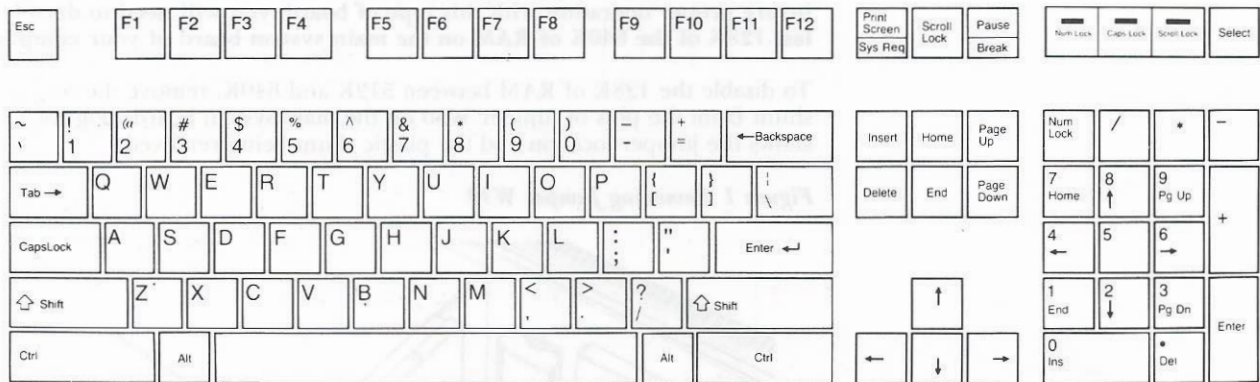 Esc F1 F2 F3 F4 F5 F6 F7 F8 F9 F10 F11 F12 Print Screen Sys Req Scroll Lock Pause Break Num Lock Caps Lock Scroll Lock Select
~ ` ! 1 2 # 3 $ 4 % 5 6 & 7 * 8 ( 9 ) 0 _ - + = ←Backspace Insert Home Page Up Num Lock / * −
Tab → Q W E R T Y U I O P { [ } ] ¦ Delete End Page Down 7 Home 8 ↑ 9 Pg Up +
CapsLock A S D F G H J K L : ; " ' Enter ↵ 4 ← 5 6 →
⇧ Shift Z X C V B N M < , > . ? / ⇧ Shift ↑ 1 End 2 ↓ 3 Pg Dn Enter
Ctrl Alt Alt Ctrl ← ↓ → 0 Ins . Del